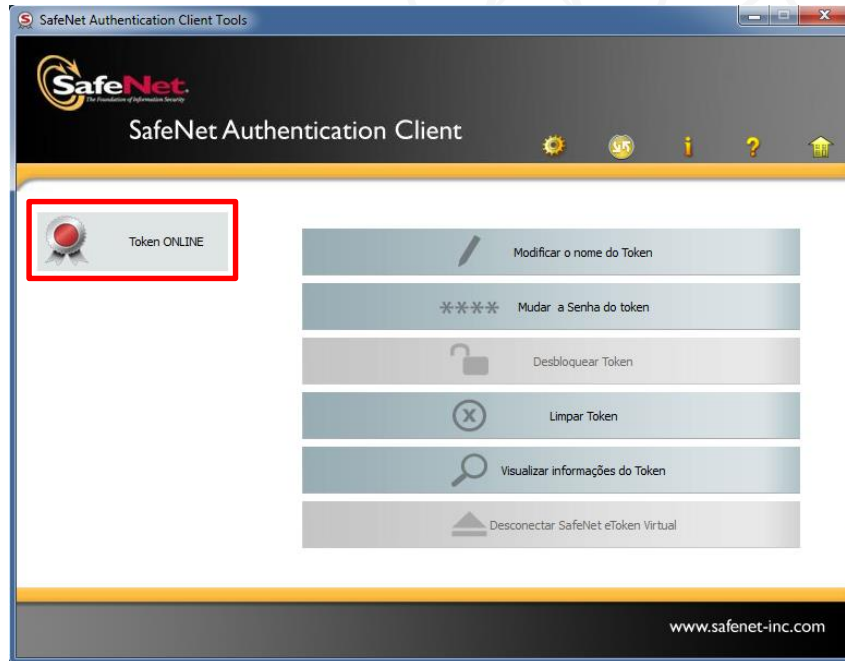 SafeNet Authentication Client Tools
SafeNet.
The Foundation of Information Security
SafeNet Authentication Client
Token ONLINE
Modificar o nome do Token
**** Mudar a Senha do token
Desbloquear Token
Limpar Token
Visualizar informações do Token
Desconectar SafeNet eToken Virtual
www.safenet-inc.com